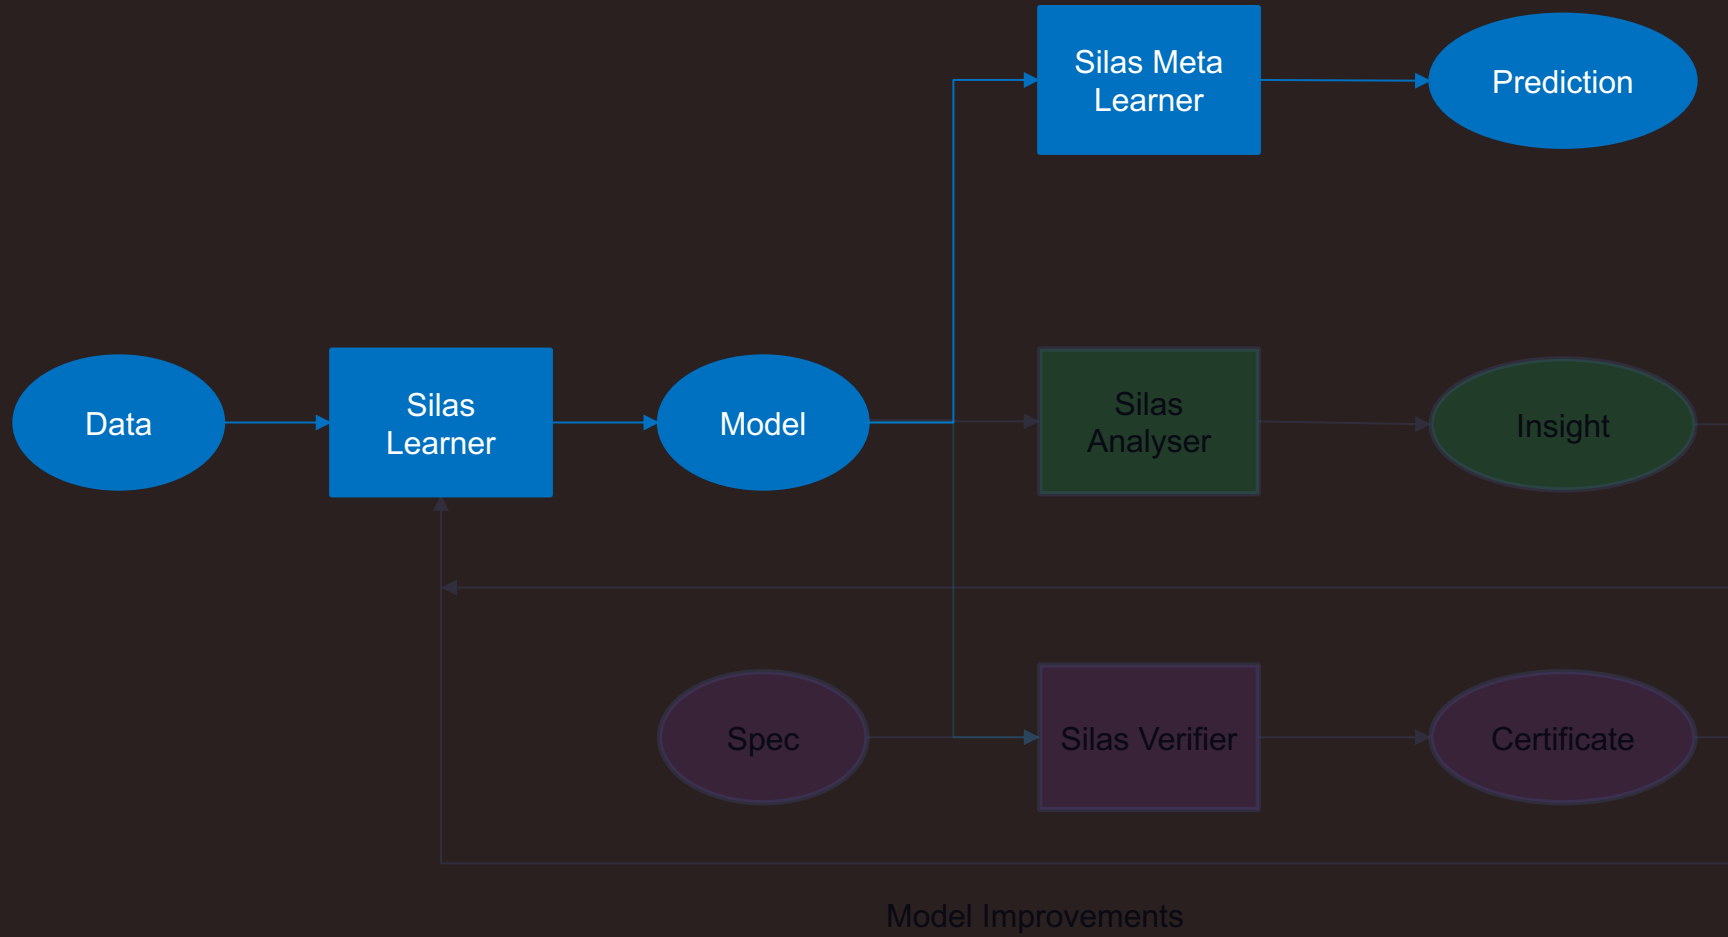 Silas Meta
Learner
Prediction
Data
Silas
Learner
Model
Silas
Analyser
Insight
Spec
Silas Verifier
Certificate
Model Improvements